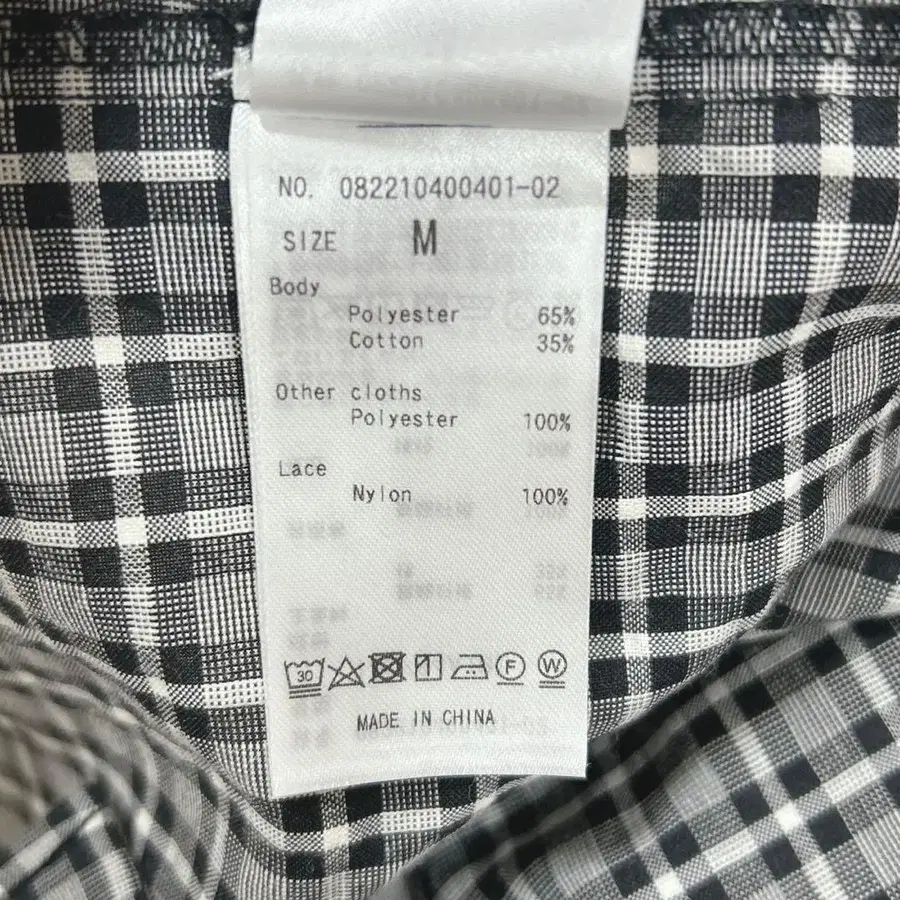 NO. 082210400401-02
SIZE M
Body
Polyester 65%
Cotton 35%
Other cloths
Polyester 100%
Lace
Nylon 100%
30 F W
MADE IN CHINA